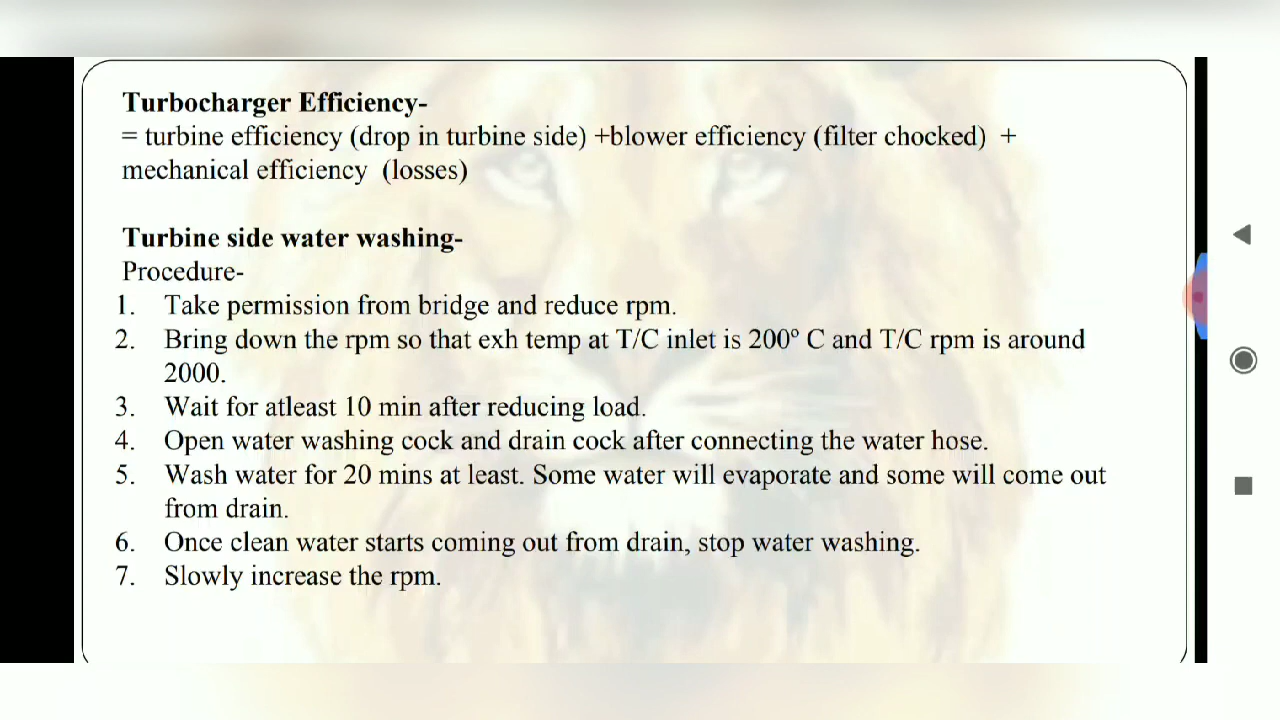 Turbocharger Efficiency-
= turbine efficiency (drop in turbine side) +blower efficiency (filter chocked) +
mechanical efficiency (losses)
Turbine side water washing-
Procedure-
1. Take permission from bridge and reduce rpm.
2. Bring down the rpm so that exh temp at T/C inlet is 200º C and T/C rpm is around
2000.
3. Wait for atleast 10 min after reducing load.
4. Open water washing cock and drain cock after connecting the water hose.
5. Wash water for 20 mins at least. Some water will evaporate and some will come out
from drain.
6. Once clean water starts coming out from drain, stop water washing.
7. Slowly increase the rpm.